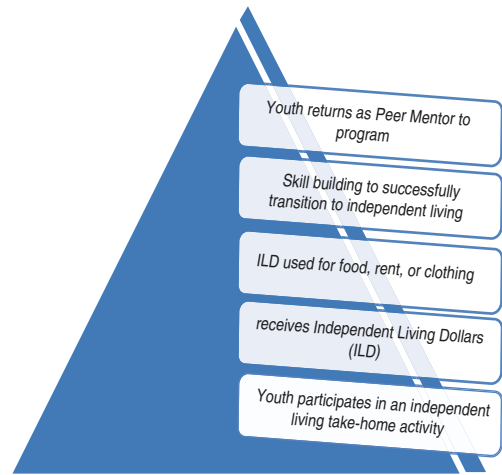 Youth returns as Peer Mentor to
program
Skill building to successfully
transition to independent living
ILD used for food, rent, or clothing
receives Independent Living Dollars
(ILD)
Youth participates in an independent
living take-home activity